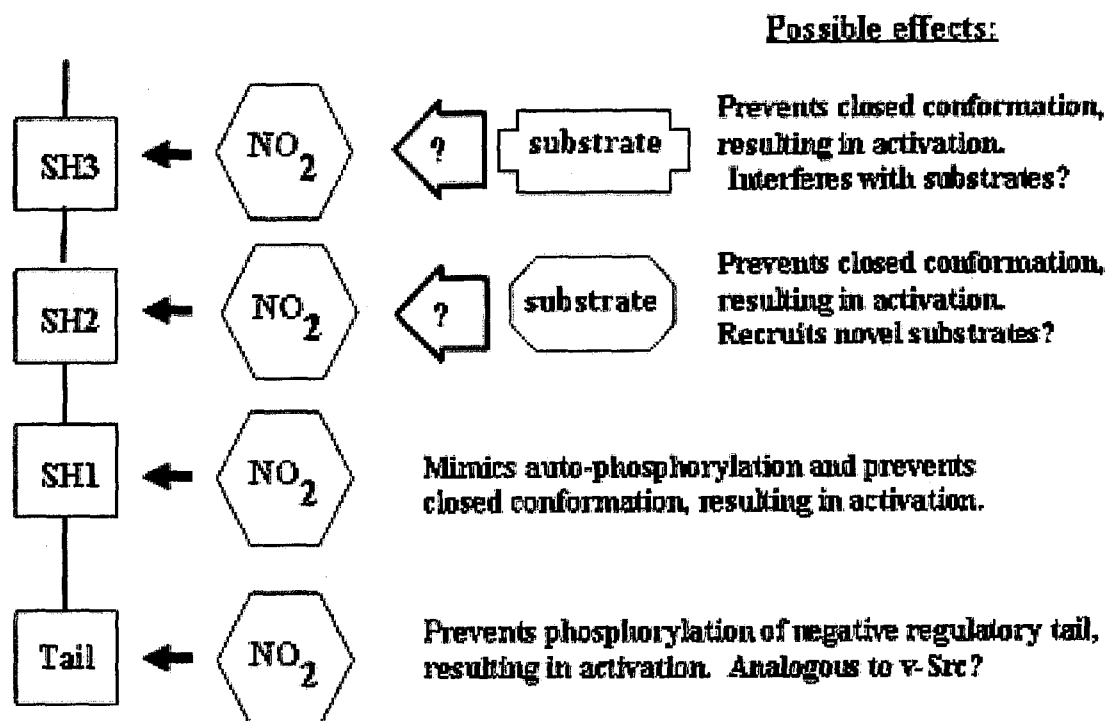 Possible effects:
SH3
NO2
?
substrate
Prevents closed conformation,
resulting in activation.
Interferes with substrates?
SH2
NO2
?
substrate
Prevents closed conformation,
resulting in activation.
Recruits novel substrates?
SH1
NO2
Mimics auto-phosphorylation and prevents
closed conformation, resulting in activation.
Tail
NO2
Prevents phosphorylation of negative regulatory tail,
resulting in activation. Analogous to v-Src?